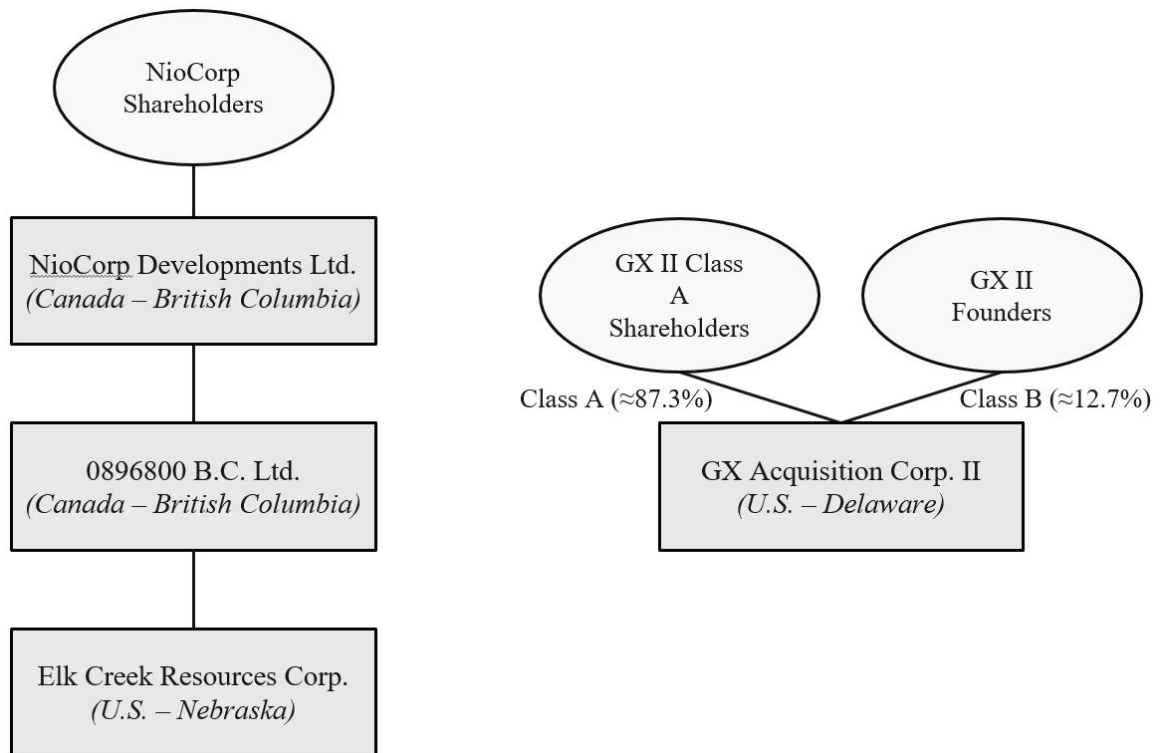 NioCorp
Shareholders
NioCorp Developments Ltd.
(Canada – British Columbia)
0896800 B.C. Ltd.
(Canada – British Columbia)
Elk Creek Resources Corp.
(U.S. – Nebraska)
GX II Class
A
Shareholders
GX II
Founders
Class A (≈87.3%)
Class B (≈12.7%)
GX Acquisition Corp. II
(U.S. – Delaware)